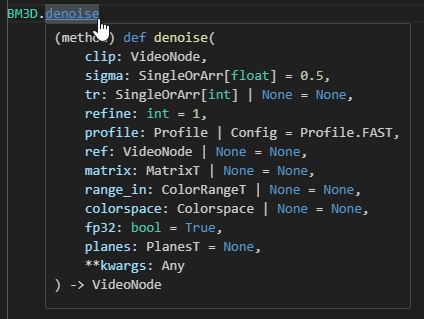 BM3D.denoise
(method) def denoise(
    clip: VideoNode,
    sigma: SingleOrArr[float] = 0.5,
    tr: SingleOrArr[int] | None = None,
    refine: int = 1,
    profile: Profile | Config = Profile.FAST,
    ref: VideoNode | None = None,
    matrix: MatrixT | None = None,
    range_in: ColorRangeT | None = None,
    colorspace: Colorspace | None = None,
    fp32: bool = True,
    planes: PlanesT = None,
    **kwargs: Any
) -> VideoNode